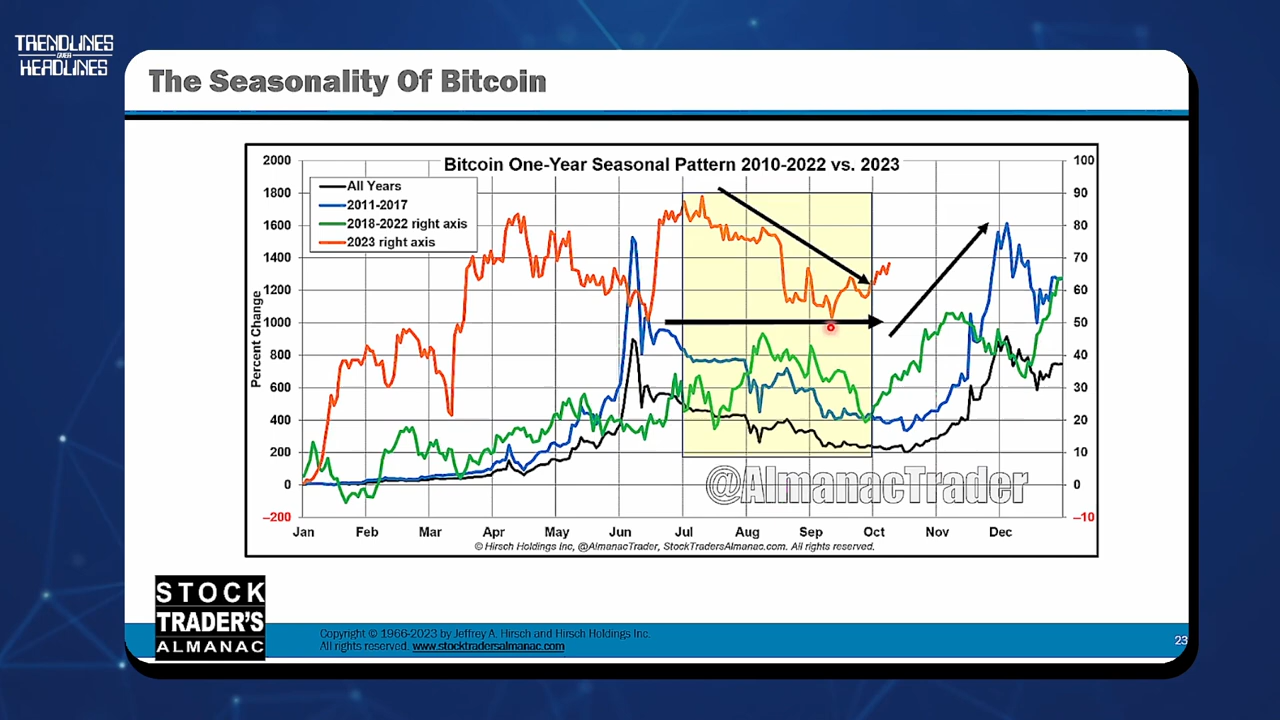 TRENDLINES
OVER
HEADLINES
The Seasonality Of Bitcoin
Bitcoin One-Year Seasonal Pattern 2010-2022 vs. 2023
All Years
2011-2017
2018-2022 right axis
2023 right axis
Percent Change
2000
1800
1600
1400
1200
1000
800
600
400
200
0
–200
100
90
80
70
60
50
40
30
20
10
0
–10
@AlmanacTrader
Jan Feb Mar Apr May Jun Jul Aug Sep Oct Nov Dec
© Hirsch Holdings Inc, @AlmanacTrader, StockTradersAlmanac.com. All rights reserved.
STOCK
TRADER'S
ALMANAC
Copyright © 1966-2023 by Jeffrey A. Hirsch and Hirsch Holdings Inc.
All rights reserved. www.stocktradersalmanac.com
23